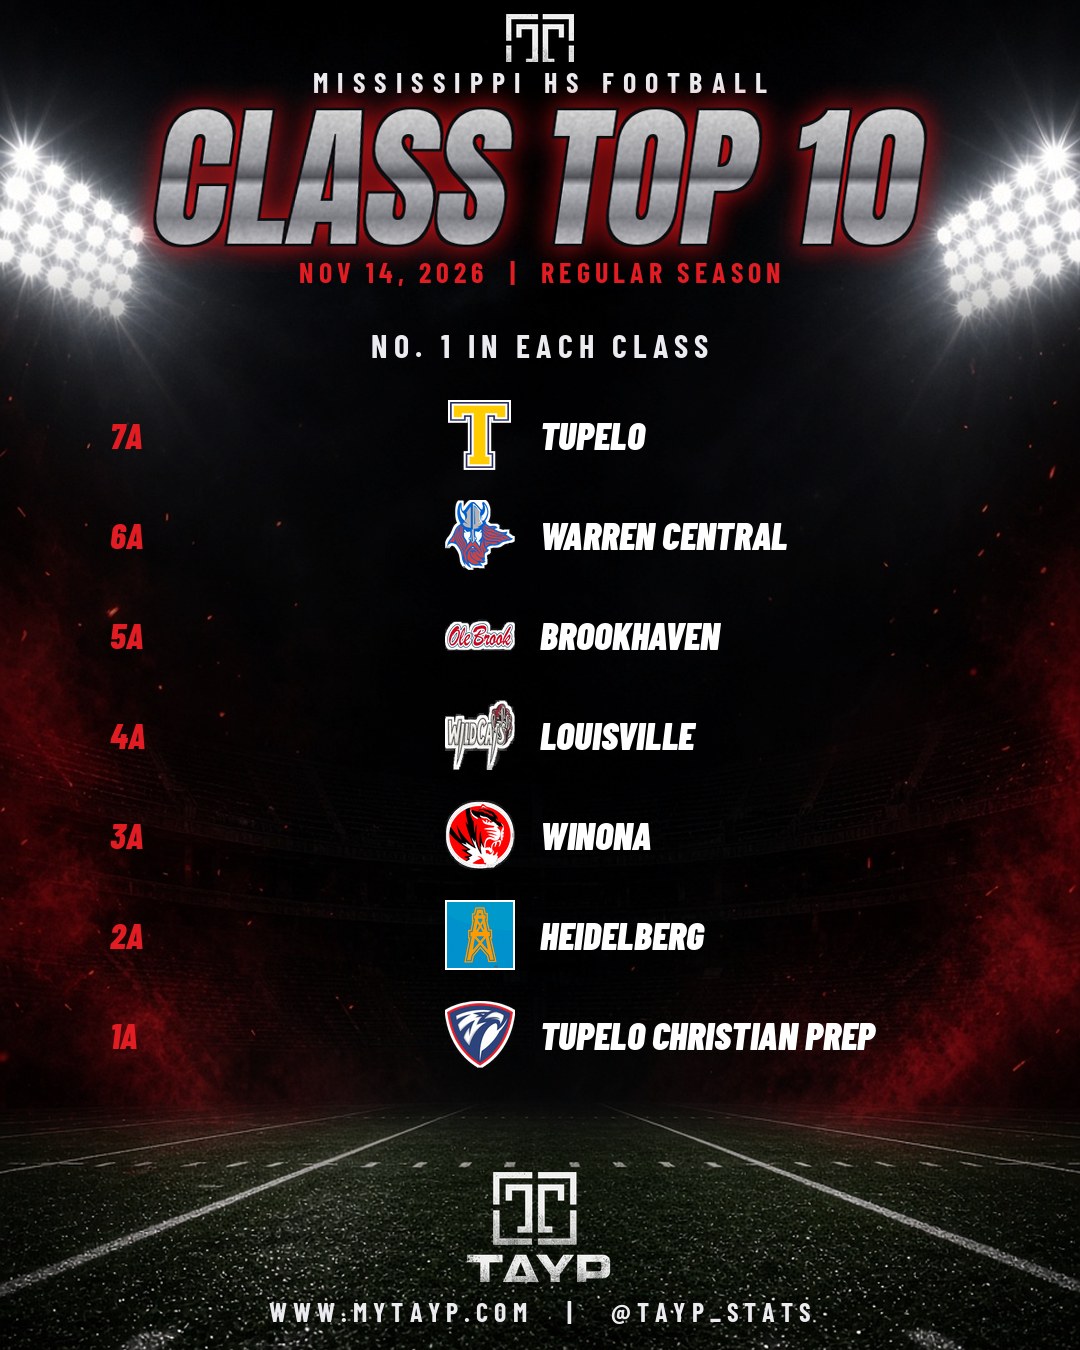 MISSISSIPPI HS FOOTBALL
CLASS TOP 10
NOV 14, 2026 | REGULAR SEASON
NO. 1 IN EACH CLASS
7A T TUPELO
6A WARREN CENTRAL
5A Ole Brook BROOKHAVEN
4A WILDCATS LOUISVILLE
3A WINONA
2A HEIDELBERG
1A TUPELO CHRISTIAN PREP
TAYP
WWW.MYTAYP.COM | @TAYP_STATS